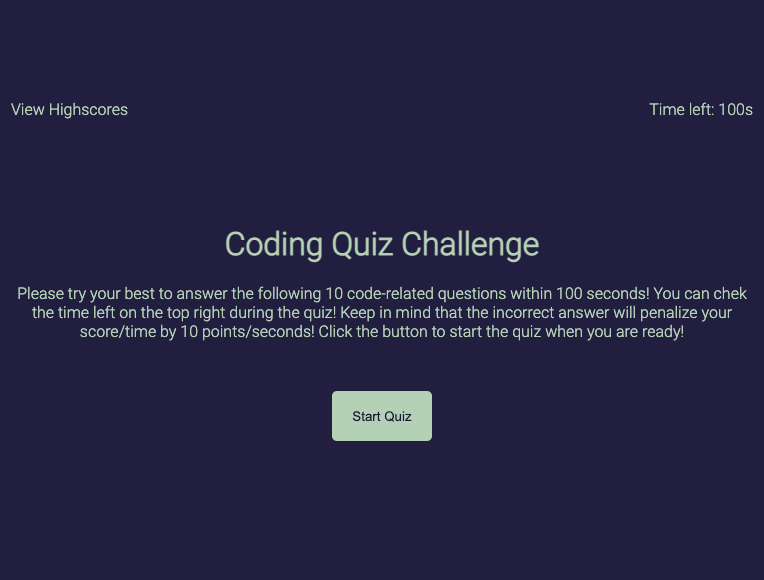 View Highscores
Time left: 100s
Coding Quiz Challenge
Please try your best to answer the following 10 code-related questions within 100 seconds! You can chek
the time left on the top right during the quiz! Keep in mind that the incorrect answer will penalize your
score/time by 10 points/seconds! Click the button to start the quiz when you are ready!
Start Quiz